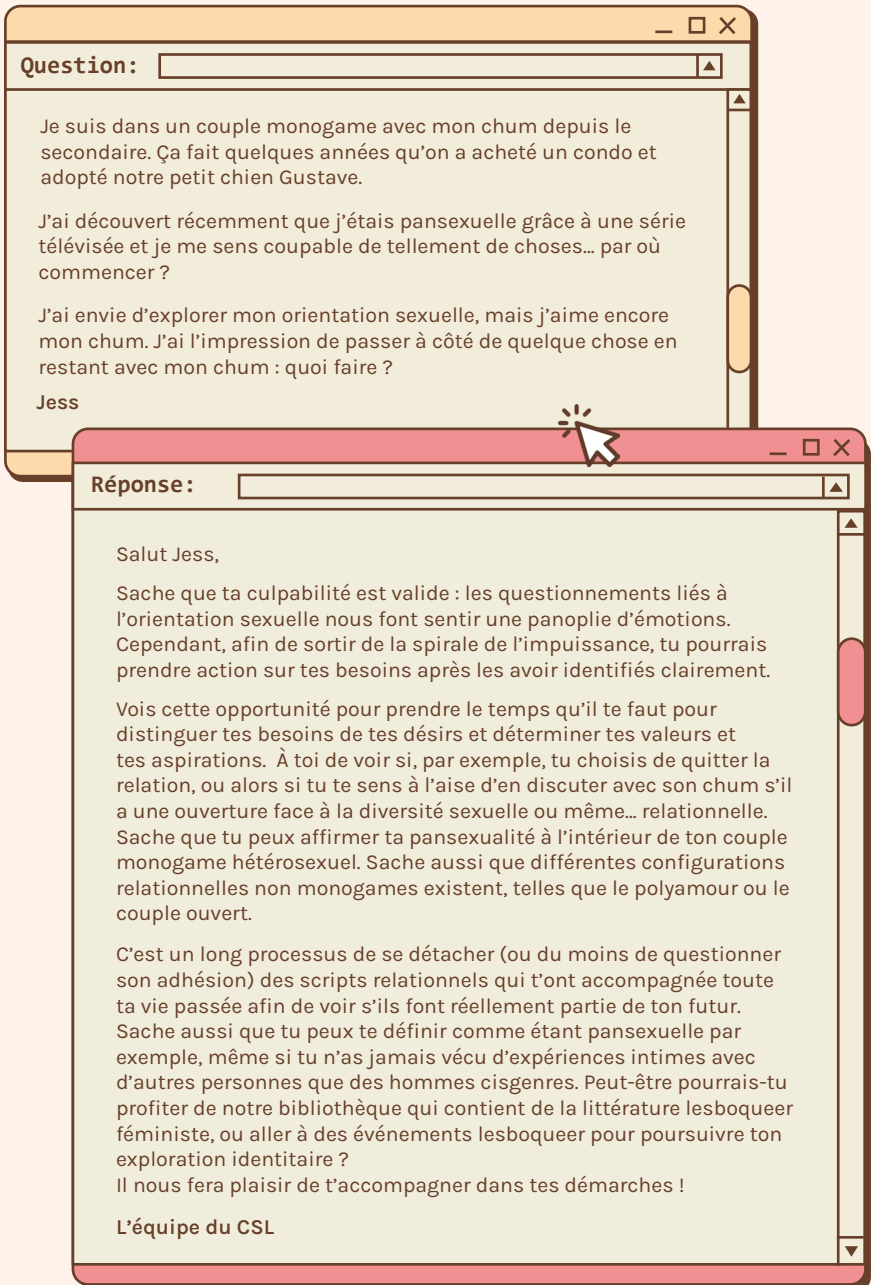 Question:
Je suis dans un couple monogame avec mon chum depuis le
secondaire. Ça fait quelques années qu’on a acheté un condo et
adopté notre petit chien Gustave.
J’ai découvert récemment que j’étais pansexuelle grâce à une série
télévisée et je me sens coupable de tellement de choses... par où
commencer ?
J’ai envie d’explorer mon orientation sexuelle, mais j’aime encore
mon chum. J’ai l’impression de passer à côté de quelque chose en
restant avec mon chum : quoi faire ?
Jess
Réponse:
Salut Jess,
Sache que ta culpabilité est valide : les questionnements liés à
l’orientation sexuelle nous font sentir une panoplie d’émotions.
Cependant, afin de sortir de la spirale de l’impuissance, tu pourrais
prendre action sur tes besoins après les avoir identifiés clairement.
Vois cette opportunité pour prendre le temps qu’il te faut pour
distinguer tes besoins de tes désirs et déterminer tes valeurs et
tes aspirations. À toi de voir si, par exemple, tu choisis de quitter la
relation, ou alors si tu te sens à l’aise d’en discuter avec son chum s’il
a une ouverture face à la diversité sexuelle ou même... relationnelle.
Sache que tu peux affirmer ta pansexualité à l’intérieur de ton couple
monogame hétérosexuel. Sache aussi que différentes configurations
relationnelles non monogames existent, telles que le polyamour ou le
couple ouvert.
C’est un long processus de se détacher (ou du moins de questionner
son adhésion) des scripts relationnels qui t’ont accompagnée toute
ta vie passée afin de voir s’ils font réellement partie de ton futur.
Sache aussi que tu peux te définir comme étant pansexuelle par
exemple, même si tu n’as jamais vécu d’expériences intimes avec
d’autres personnes que des hommes cisgenres. Peut-être pourrais-tu
profiter de notre bibliothèque qui contient de la littérature lesboqueer
féministe, ou aller à des événements lesboqueer pour poursuivre ton
exploration identitaire ?
Il nous fera plaisir de t’accompagner dans tes démarches !
L’équipe du CSL